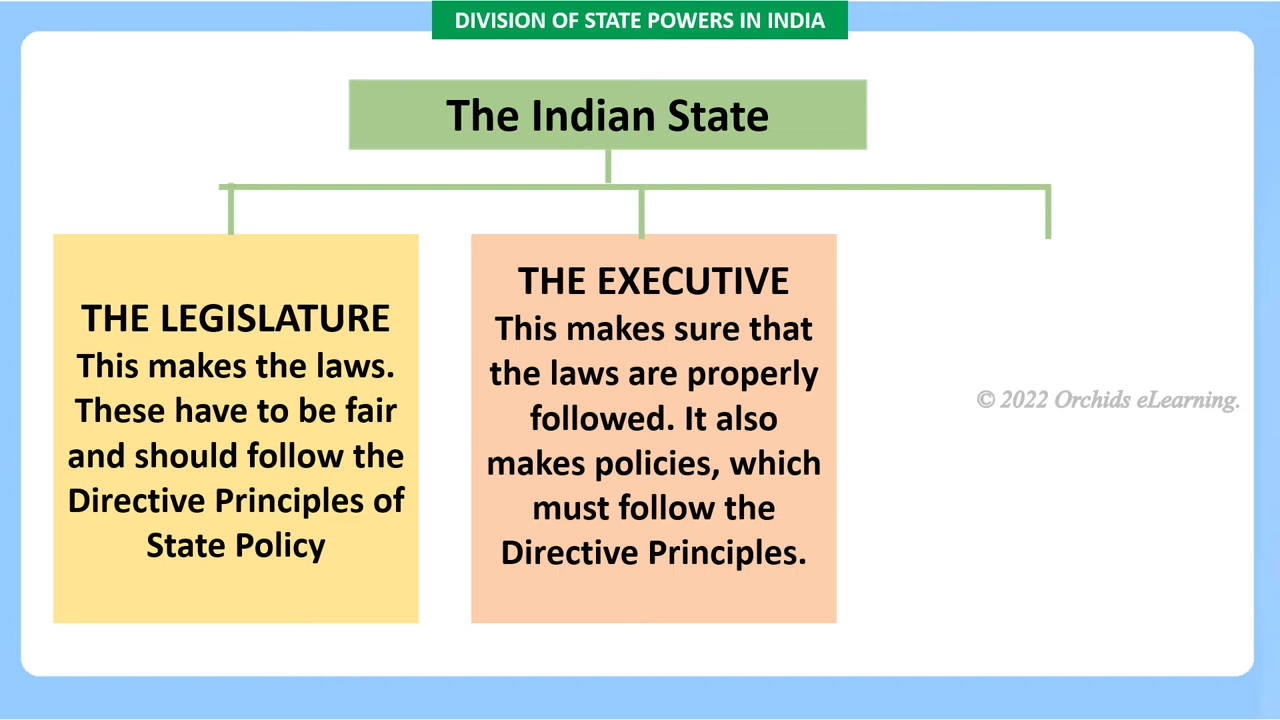 DIVISION OF STATE POWERS IN INDIA
The Indian State
THE LEGISLATURE
This makes the laws.
These have to be fair
and should follow the
Directive Principles of
State Policy
THE EXECUTIVE
This makes sure that
the laws are properly
followed. It also
makes policies, which
must follow the
Directive Principles.
© 2022 Orchids eLearning.